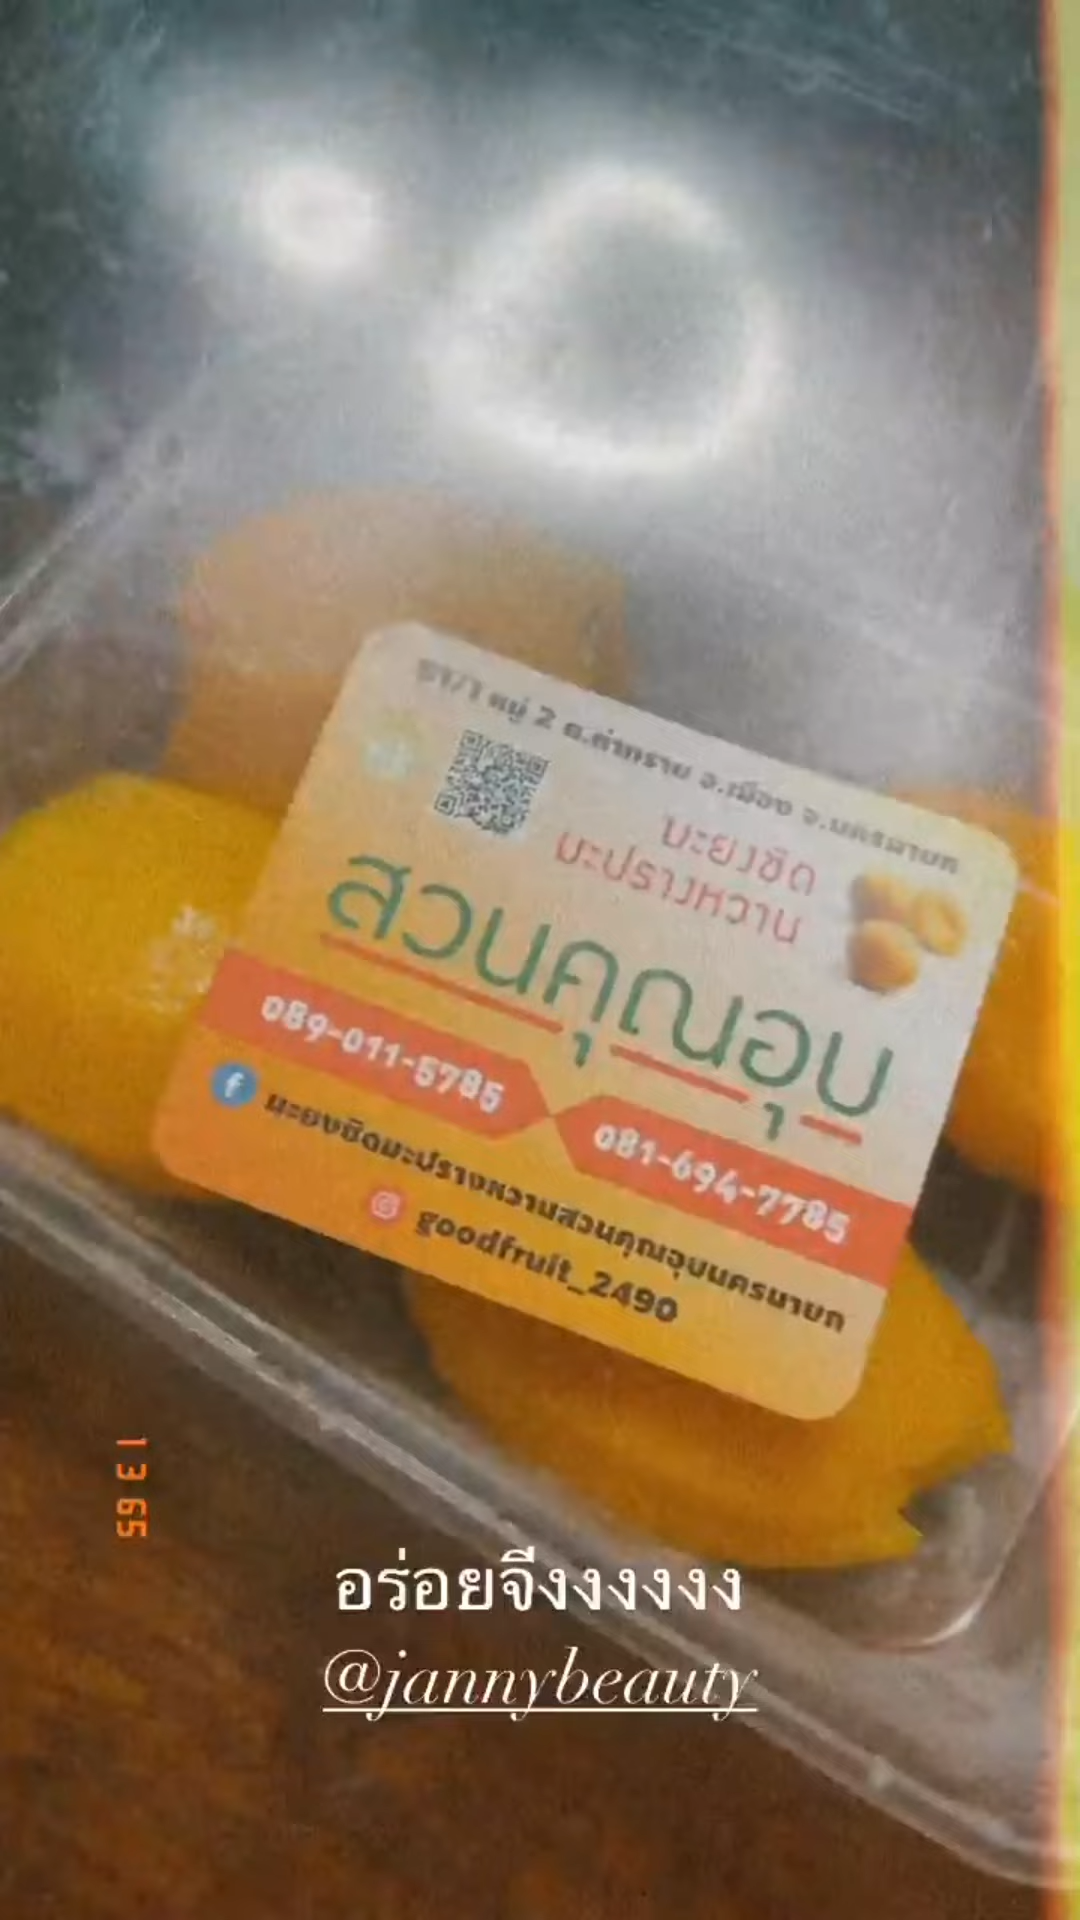 51/1 หมู่ 2 ต.ท่าทราย อ.เมือง จ.นครนายก
มะยงชิด
มะปรางหวาน
สวนคุณอุบ
089-011-5785
081-694-7785
มะยงชิดมะปรางหวานสวนคุณอุบนครนายก
goodfruit_2490
1 3 65
อร่อยจีงงงงงง
@jannybeauty